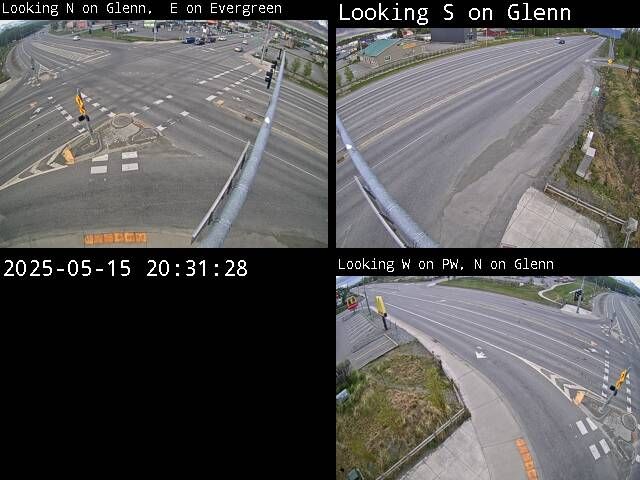 Looking N on Glenn, E on Evergreen
Looking S on Glenn
2025-05-15 20:31:28
Looking W on PW, N on Glenn